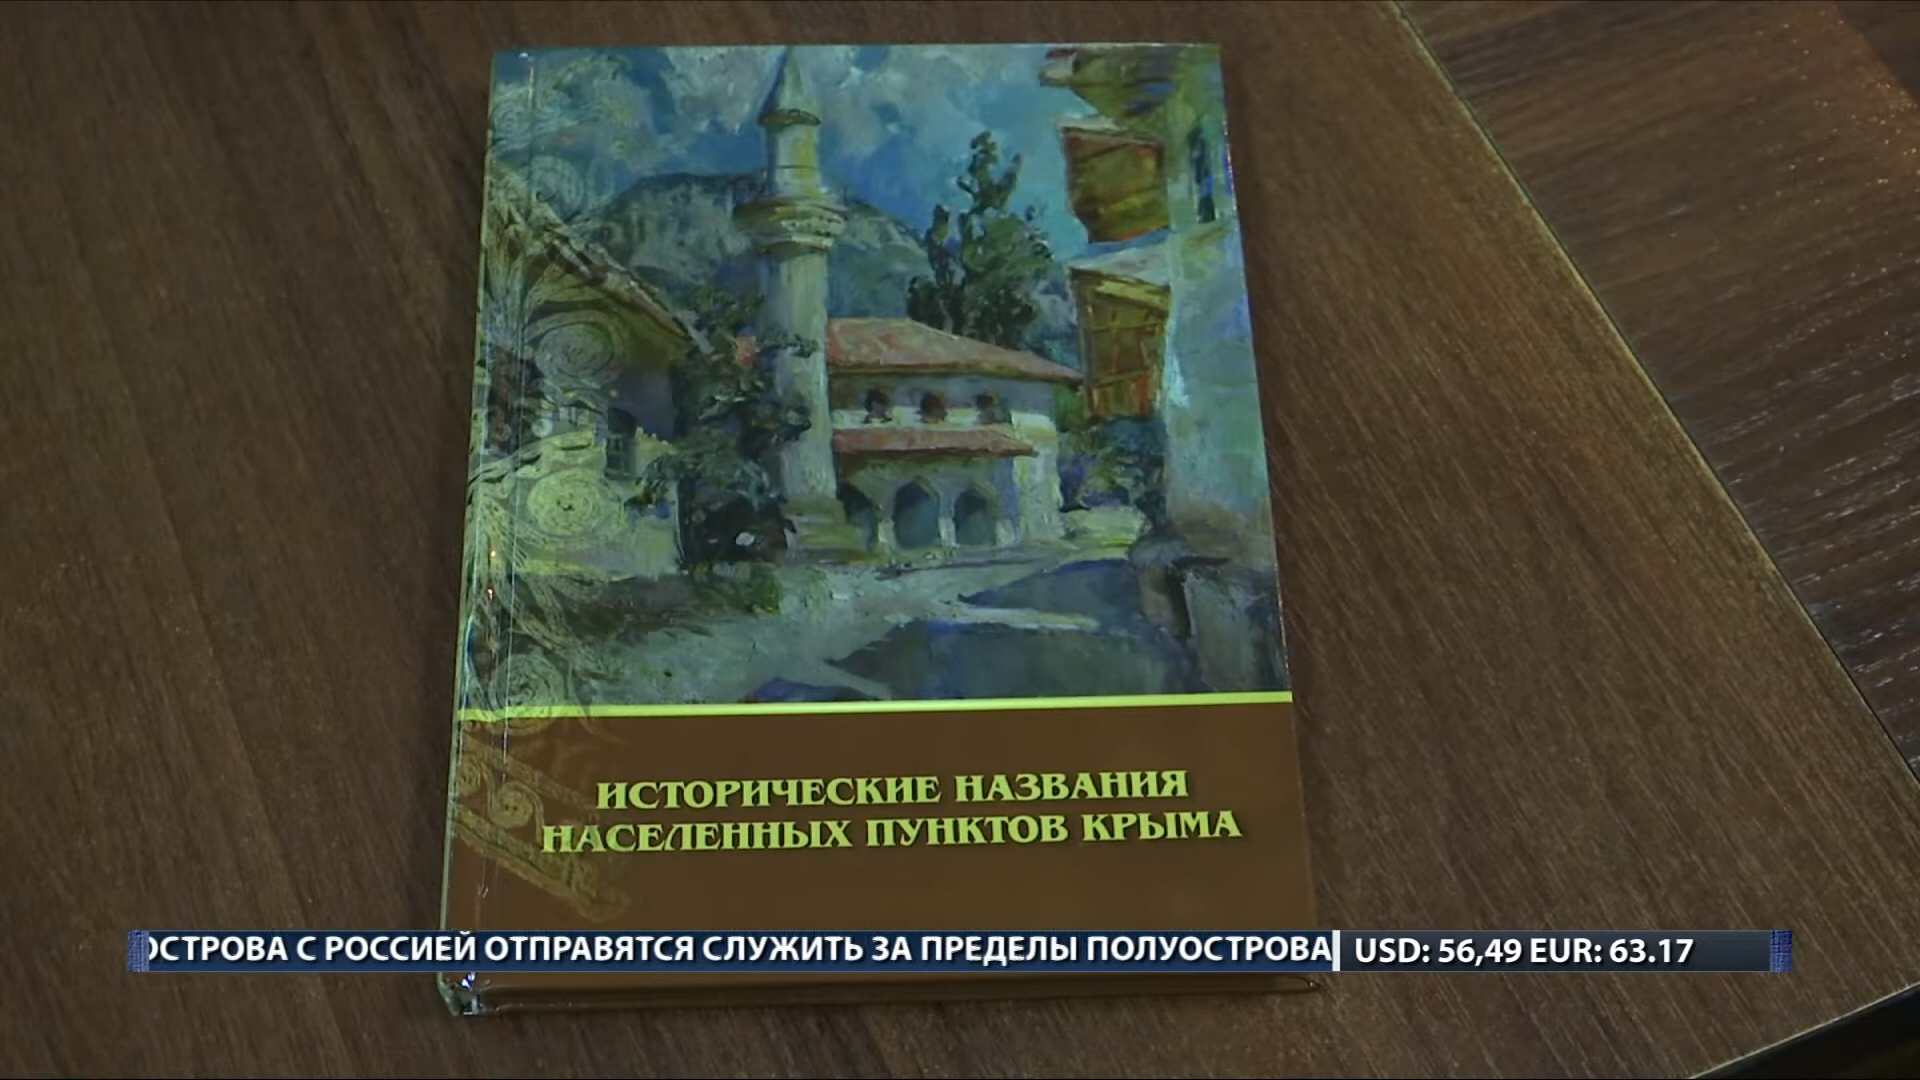 ИСТОРИЧЕСКИЕ НАЗВАНИЯ
НАСЕЛЕННЫХ ПУНКТОВ КРЫМА
ОСТРОВА С РОССИЕЙ ОТПРАВЯТСЯ СЛУЖИТЬ ЗА ПРЕДЕЛЫ ПОЛУОСТРОВА
USD: 56,49 EUR: 63.17